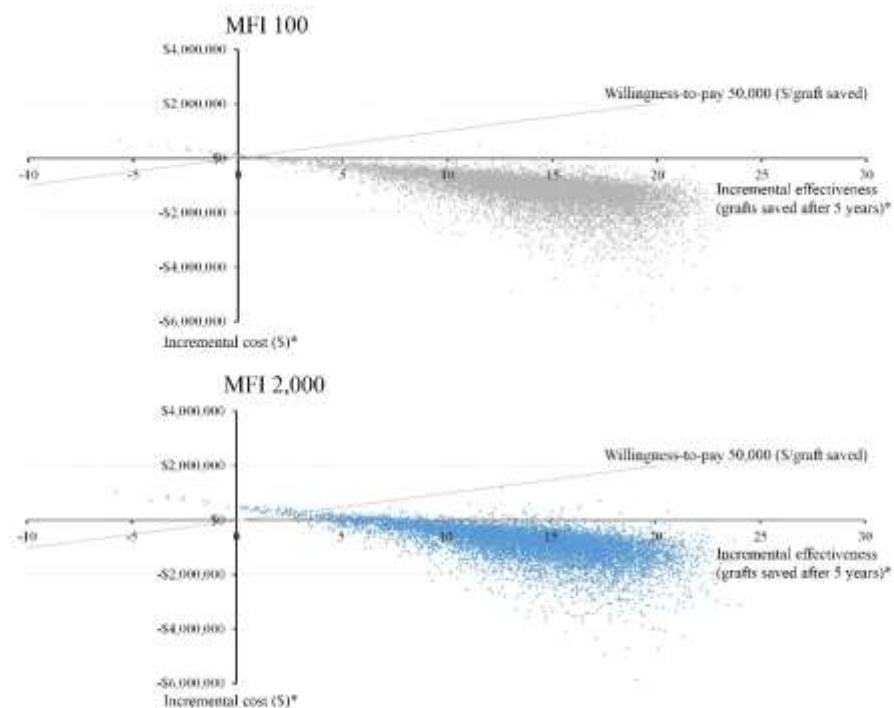 MFI 100
$4,000,000
Willingness-to-pay 50,000 ($/graft saved)
$2,000,000
$0
-10 -5 0 5 10 15 20 25 30
Incremental effectiveness
(grafts saved after 5 years)*
-$2,000,000
-$4,000,000
-$6,000,000
Incremental cost ($)*
MFI 2,000
$4,000,000
Willingness-to-pay 50,000 ($/graft saved)
$2,000,000
$0
-10 -5 0 5 10 15 20 25 30
Incremental effectiveness
(grafts saved after 5 years)*
-$2,000,000
-$4,000,000
-$6,000,000
Incremental cost ($)*